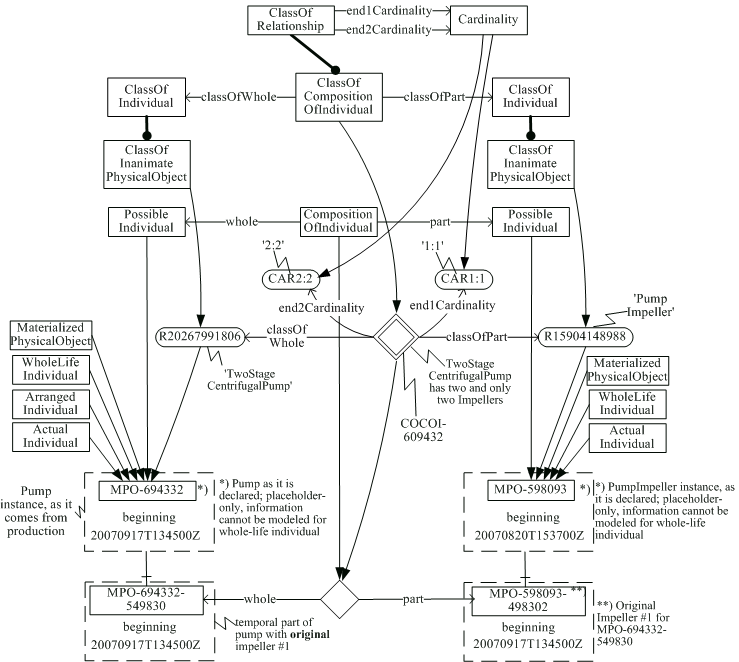 ClassOf
Relationship
end1Cardinality
end2Cardinality
Cardinality
ClassOf
Individual
classOfWhole
ClassOf
Composition
OfIndividual
classOfPart
ClassOf
Individual
ClassOf
Inanimate
PhysicalObject
ClassOf
Inanimate
PhysicalObject
Possible
Individual
whole
Composition
OfIndividual
part
Possible
Individual
'2:2'
'1:1'
CAR2:2
CAR1:1
end2Cardinality
end1Cardinality
'Pump
Impeller'
Materialized
PhysicalObject
R20267991806
classOf
Whole
classOfPart
R15904148988
WholeLife
Individual
'TwoStage
CentrifugalPump'
TwoStage
CentrifugalPump
has two and only
two Impellers
Materialized
PhysicalObject
Arranged
Individual
WholeLife
Individual
Actual
Individual
COCOI-
609432
Actual
Individual
Pump
instance, as it
comes from
production
MPO-694332
*)
beginning
20070917T134500Z
*) Pump as it is
declared; placeholder-
only, information
cannot be modeled for
whole-life individual
MPO-598093
*)
beginning
20070820T153700Z
*) PumpImpeller instance, as
it is declared; placeholder-
only, information cannot be
modeled for whole-life
individual
MPO-694332-
549830
beginning
20070917T134500Z
whole
part
MPO-598093-
498302
**)
beginning
20070917T134500Z
temporal part of
pump with original
impeller #1
**) Original
Impeller #1 for
MPO-694332-
549830